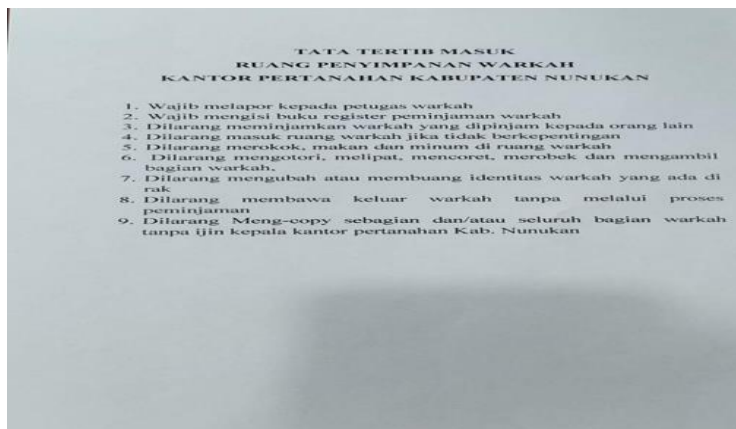 TATA TERTIB MASUK
RUANG PENYIMPANAN WARKAH
KANTOR PERTANAHAN KABUPATEN NUNUKAN
1. Wajib melapor kepada petugas warkah
2. Wajib mengisi buku register peminjaman warkah
3. Dilarang meminjamkan warkah yang dipinjam kepada orang lain
4. Dilarang masuk ruang warkah jika tidak berkepentingan
5. Dilarang merokok, makan dan minum di ruang warkah
6. Dilarang mengotori, melipat, mencoret, merobek dan mengambil
bagian warkah,
7. Dilarang mengubah atau membuang identitas warkah yang ada di
rak
8. Dilarang membawa keluar warkah tanpa melalui proses
peminjaman
9. Dilarang Meng-copy sebagian dan/atau seluruh bagian warkah
tanpa ijin kepala kantor pertanahan Kab. Nunukan